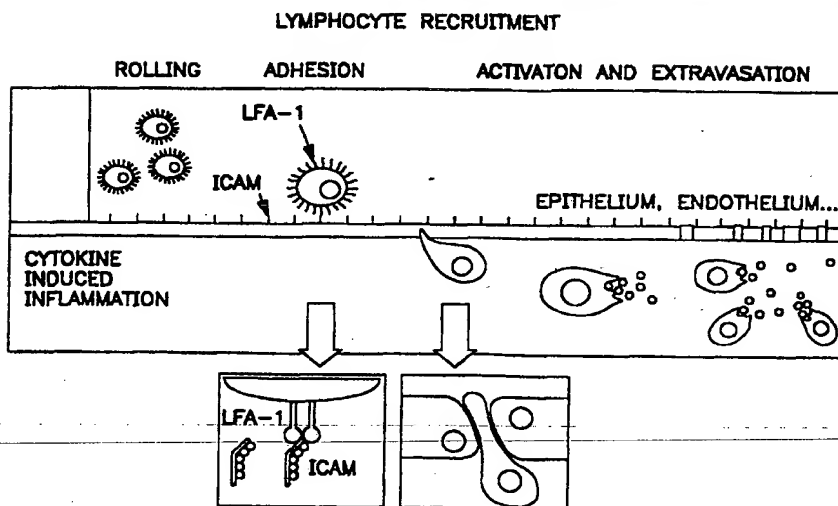 LYMPHOCYTE RECRUITMENT
ROLLING ADHESION ACTIVATON AND EXTRAVASATION
LFA-1
ICAM
EPITHELIUM, ENDOTHELIUM...
CYTOKINE
INDUCED
INFLAMMATION
LFA-1
ICAM